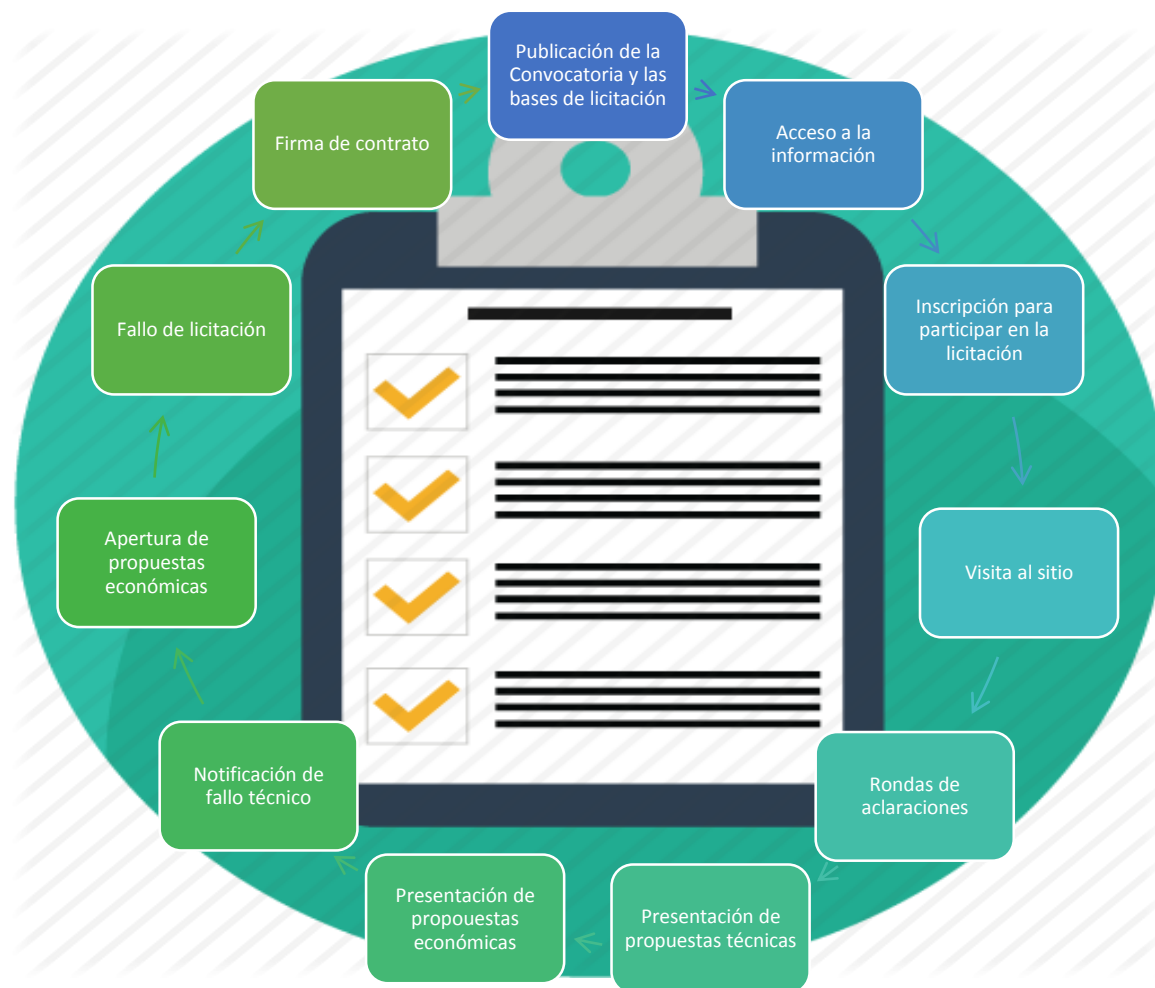 Publicación de la
Convocatoria y las
bases de licitación
Acceso a la
información
Inscripción para
participar en la
licitación
Visita al sitio
Rondas de
aclaraciones
Presentación de
propuestas técnicas
Presentación de
propouestas
económicas
Notificación de
fallo técnico
Apertura de
propuestas
económicas
Fallo de licitación
Firma de contrato